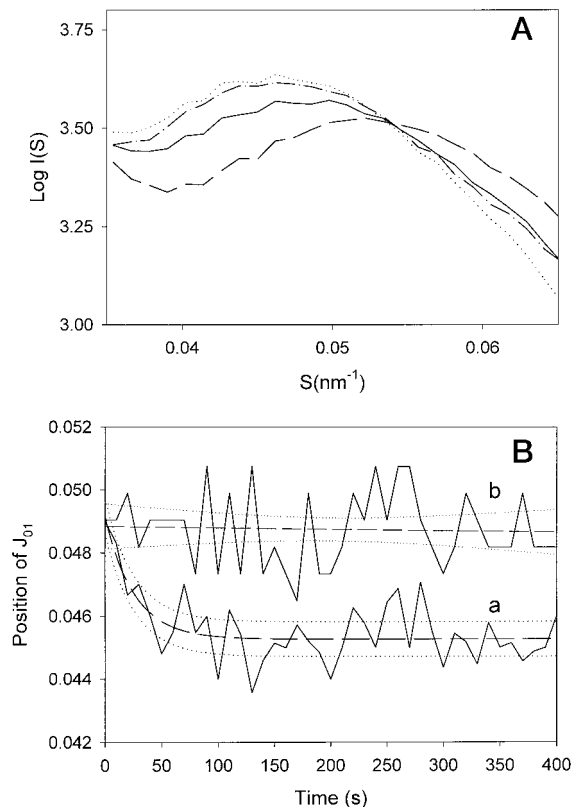 A
3.75
3.50
3.25
3.00
Log I(S)
0.04 0.05 0.06
S(nm⁻¹)
B
0.052
0.050
0.048
0.046
0.044
0.042
Position of J₀₁
b
a
0 50 100 150 200 250 300 350 400
Time (s)